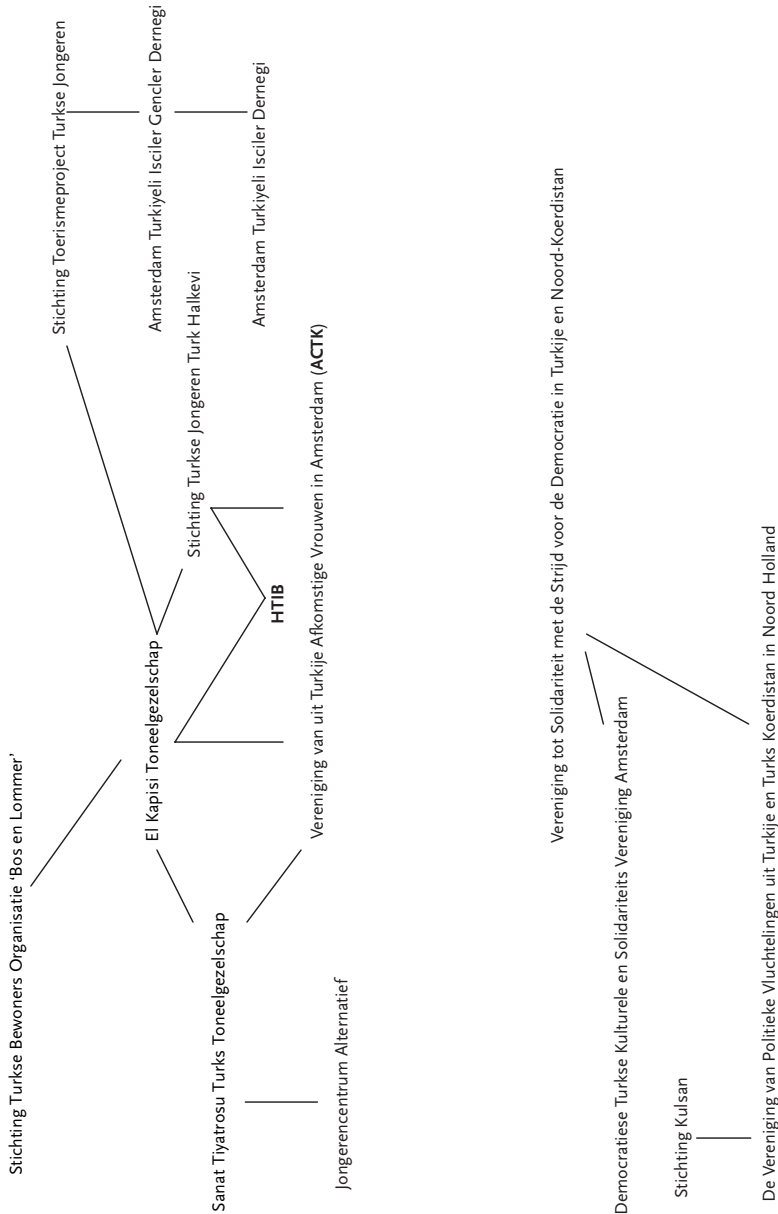 Stichting Turkse Bewoners Organisatie ‘Bos en Lommer’
Stichting Toerismeproject Turkse Jongeren
El Kapisi Toneelgezelschap
Amsterdam Turkiyeli Isciler Gencler Dernegi
Stichting Turkse Jongeren Turk Halkevi
Sanat Tiyatrosu Turks Toneelgezelschap
Amsterdam Turkiyeli Isciler Dernegi
HTIB
Vereniging van uit Turkije Afkomstige Vrouwen in Amsterdam (ACTK)
Jongerencentrum Alternatief
Vereniging tot Solidariteit met de Strijd voor de Democratie in Turkije en Noord-Koerdistan
Democratiese Turkse Kulturele en Solidariteits Vereniging Amsterdam
Stichting Kulsan
De Vereniging van Politieke Vluchtelingen uit Turkije en Turks Koerdistan in Noord Holland